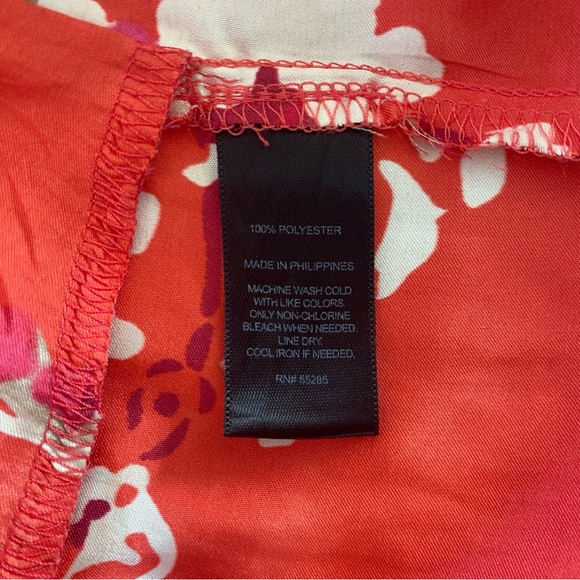 100% POLYESTER
MADE IN PHILIPPINES
MACHINE WASH COLD
WITH LIKE COLORS.
ONLY NON-CHLORINE
BLEACH WHEN NEEDED.
LINE DRY.
COOL IRON IF NEEDED.
RN# 55285